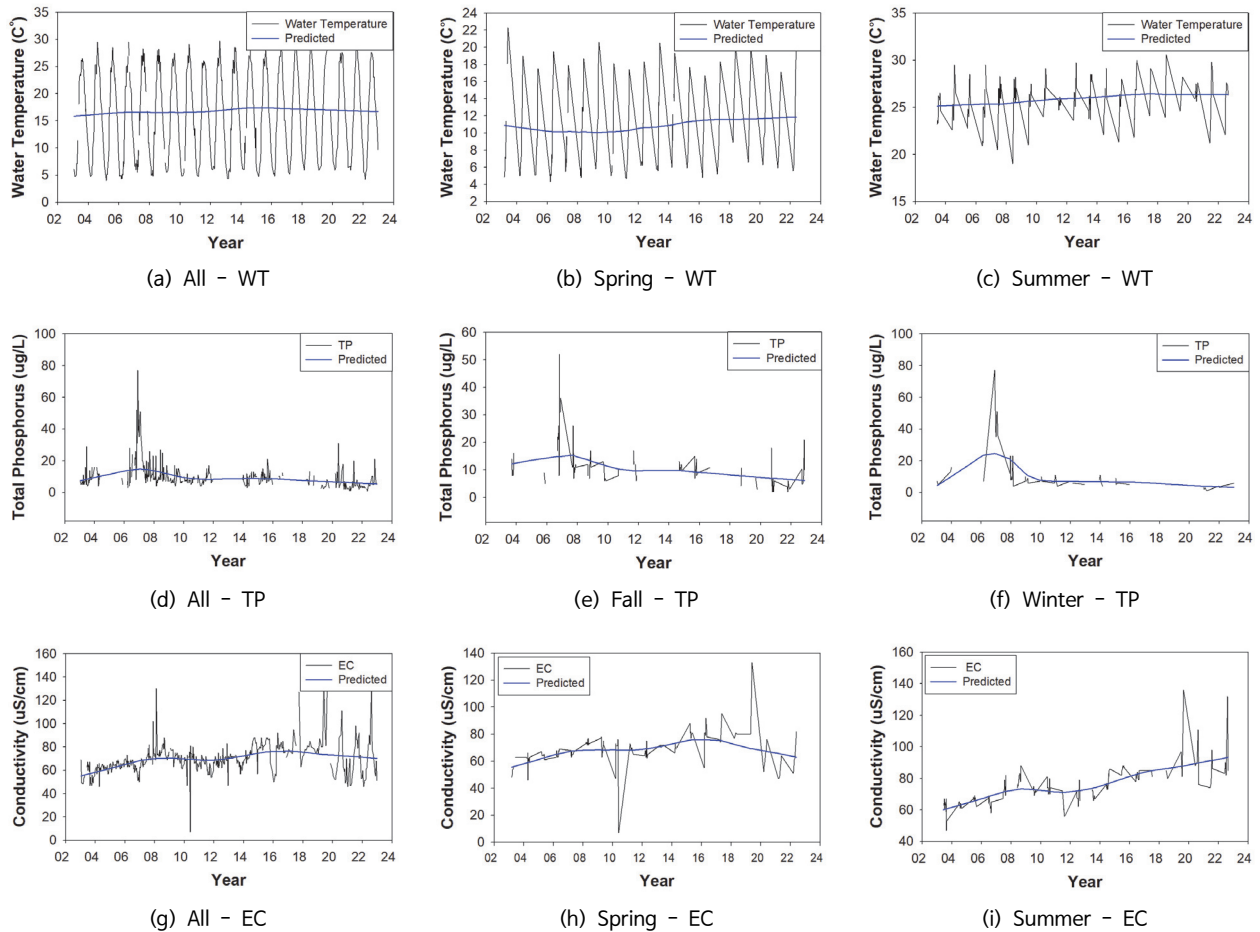 Water Temperature (C°)
35
30
25
20
15
10
5
0
Water Temperature
Predicted
02 04 06 08 10 12 14 16 18 20 22 24
Year
(a) All - WT
Water Temperature (C°)
24
22
20
18
16
14
12
10
8
6
4
2
Water Temperature
Predicted
02 04 06 08 10 12 14 16 18 20 22 24
Year
(b) Spring - WT
Water Temperature (C°)
35
30
25
20
15
Water Temperature
Predicted
02 04 06 08 10 12 14 16 18 20 22 24
Year
(c) Summer - WT
Total Phosphorus (ug/L)
100
80
60
40
20
0
TP
Predicted
02 04 06 08 10 12 14 16 18 20 22 24
Year
(d) All - TP
Total Phosphorus (ug/L)
60
50
40
30
20
10
0
TP
Predicted
02 04 06 08 10 12 14 16 18 20 22 24
Year
(e) Fall - TP
Total Phosphorus (ug/L)
100
80
60
40
20
0
TP
Predicted
02 04 06 08 10 12 14 16 18 20 22 24
Year
(f) Winter - TP
Conductivity (uS/cm)
160
140
120
100
80
60
40
20
0
EC
Predicted
02 04 06 08 10 12 14 16 18 20 22 24
Year
(g) All - EC
Conductivity (uS/cm)
140
120
100
80
60
40
20
0
EC
Predicted
02 04 06 08 10 12 14 16 18 20 22 24
Year
(h) Spring - EC
Conductivity (uS/cm)
160
140
120
100
80
60
40
EC
Predicted
02 04 06 08 10 12 14 16 18 20 22 24
Year
(i) Summer - EC